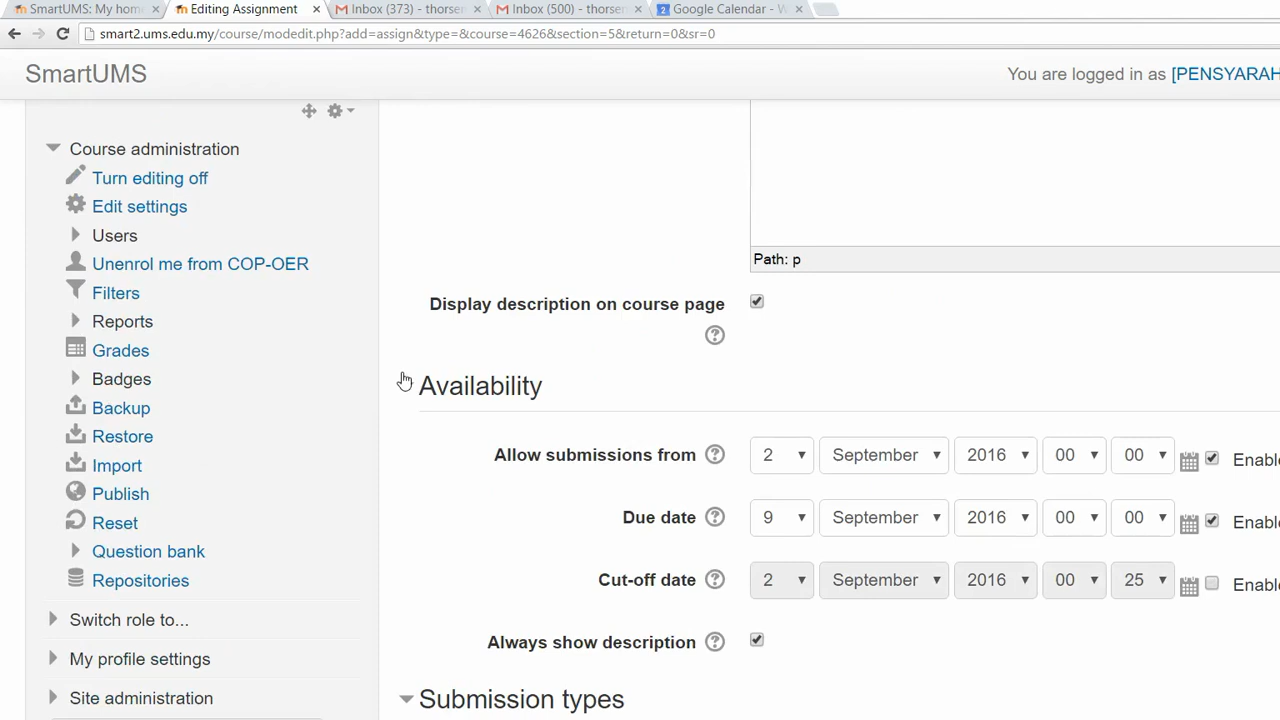 SmartUMS: My hom
Editing Assignment
Inbox (373) - thorsem
Inbox (500) - thorsem
Google Calendar - W
smart2.ums.edu.my/course/modedit.php?add=assign&type=&course=4626&section=5&return=0&sr=0
SmartUMS
You are logged in as [PENSYARAH
Course administration
Turn editing off
Edit settings
Users
Unenrol me from COP-OER
Filters
Reports
Grades
Badges
Backup
Restore
Import
Publish
Reset
Question bank
Repositories
Switch role to...
My profile settings
Site administration
Path: p
Display description on course page
Availability
Allow submissions from 2 September 2016 00 00 Enable
Due date 9 September 2016 00 00 Enable
Cut-off date 2 September 2016 00 25 Enable
Always show description
Submission types